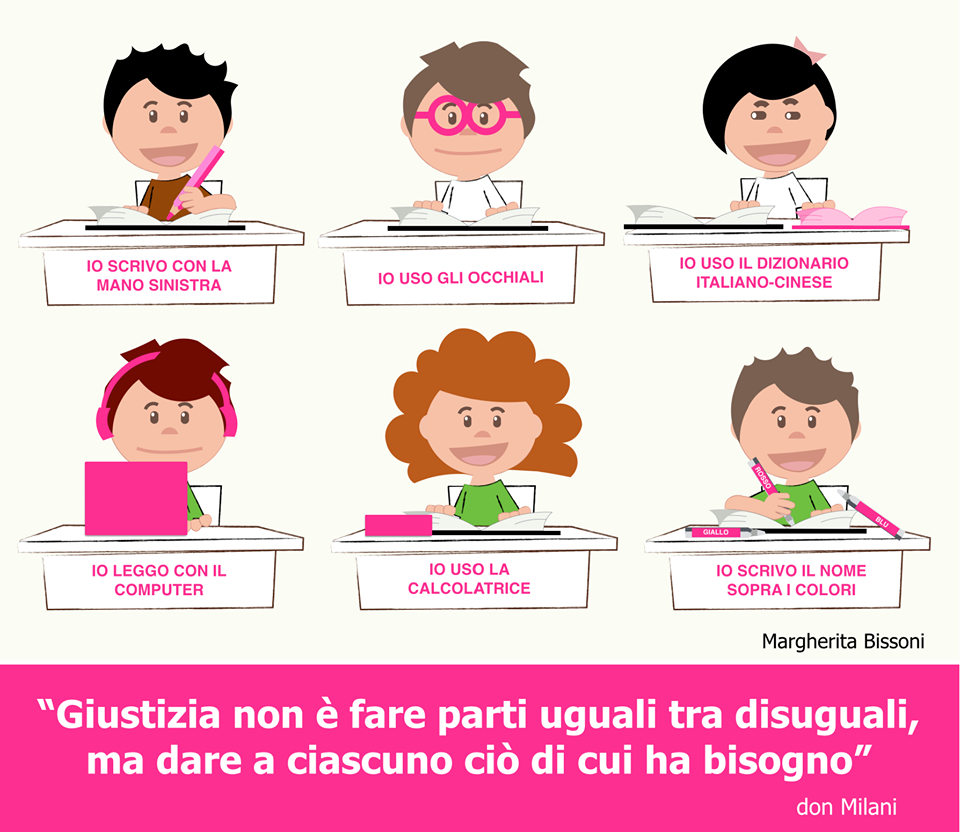 IO SCRIVO CON LA
MANO SINISTRA
IO USO GLI OCCHIALI
IO USO IL DIZIONARIO
ITALIANO-CINESE
ROSSO
GIALLO
BLU
IO LEGGO CON IL
COMPUTER
IO USO LA
CALCOLATRICE
IO SCRIVO IL NOME
SOPRA I COLORI
Margherita Bissoni
“Giustizia non è fare parti uguali tra disuguali,
ma dare a ciascuno ciò di cui ha bisogno”
don Milani